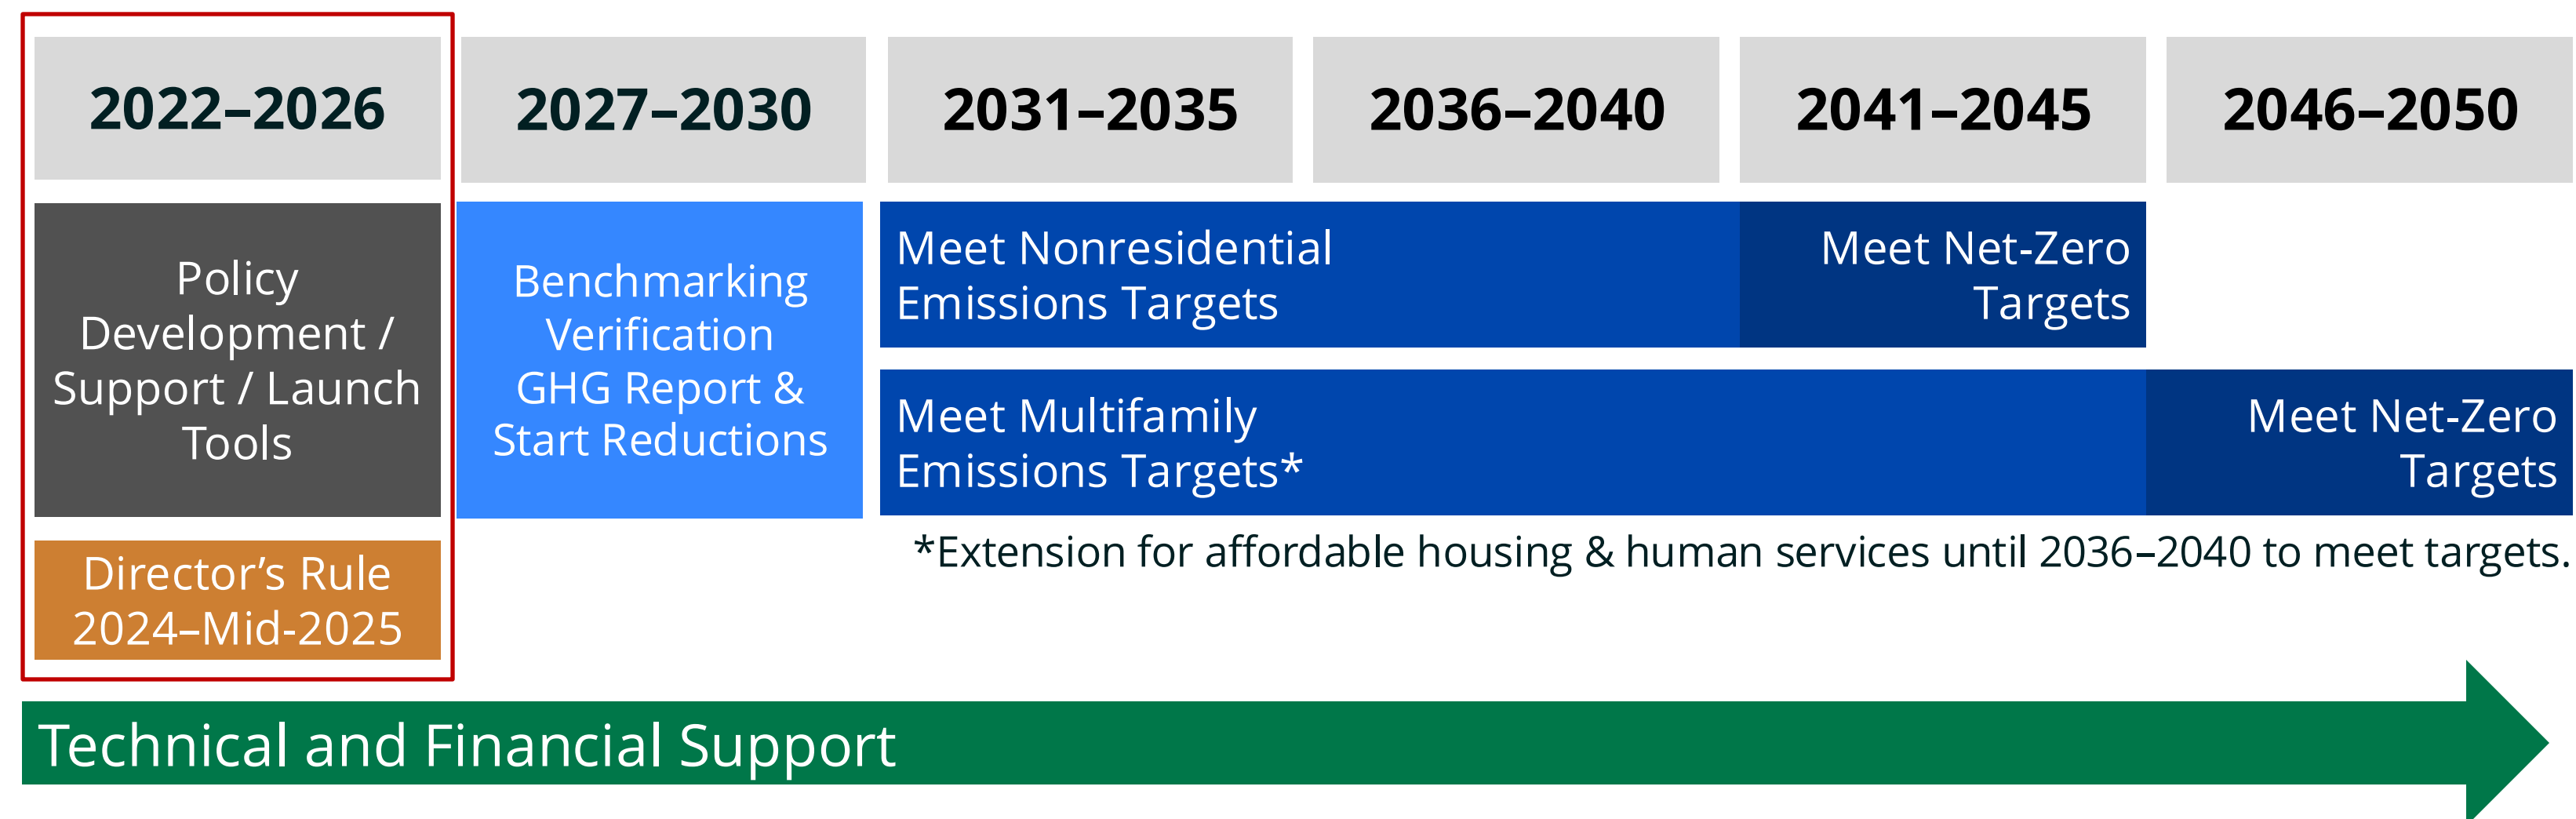 2022–2026
2027–2030
2031–2035
2036–2040
2041–2045
2046–2050
Policy
Development /
Support / Launch
Tools
Director’s Rule
2024–Mid-2025
Benchmarking
Verification
GHG Report &
Start Reductions
Meet Nonresidential
Emissions Targets
Meet Net-Zero
Targets
Meet Multifamily
Emissions Targets*
Meet Net-Zero
Targets
*Extension for affordable housing & human services until 2036–2040 to meet targets.
Technical and Financial Support